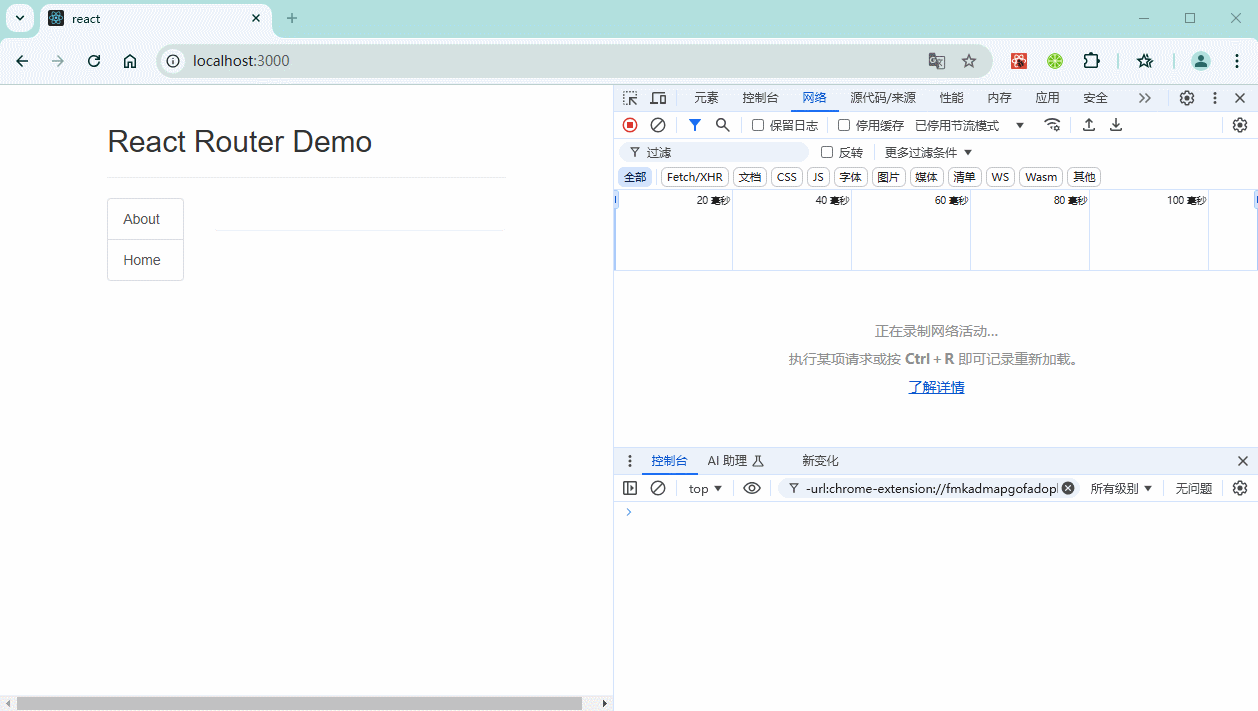 react
localhost:3000
React Router Demo
About
Home
元素 控制台 网络 源代码/来源 性能 内存 应用 安全
保留日志 停用缓存 已停用节流模式
过滤 反转 更多过滤条件
全部 Fetch/XHR 文档 CSS JS 字体 图片 媒体 清单 WS Wasm 其他
20 毫秒 40 毫秒 60 毫秒 80 毫秒 100 毫秒
正在录制网络活动...
执行某项请求或按 Ctrl + R 即可记录重新加载。
了解详情
控制台 AI 助理 新变化
top -url:chrome-extension://fmkadmapgofadopl 所有级别 无问题